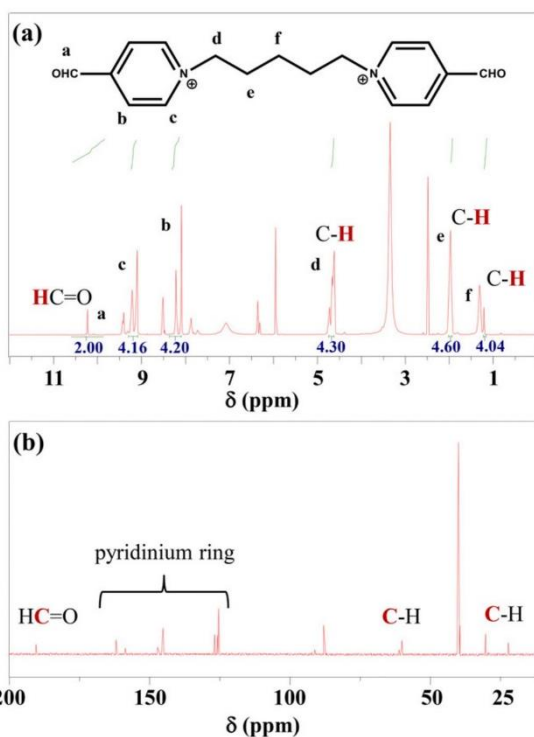 (a)
a
d
f
OHC
N
⊕
e
N
⊕
CHO
b
c
HC=O
a
c
b
C-H
d
C-H
e
C-H
f
2.00
4.16
4.20
4.30
4.60
4.04
11
9
7
5
3
1
δ (ppm)
(b)
pyridinium ring
HC=O
C-H
C-H
200
150
100
50
25
δ (ppm)